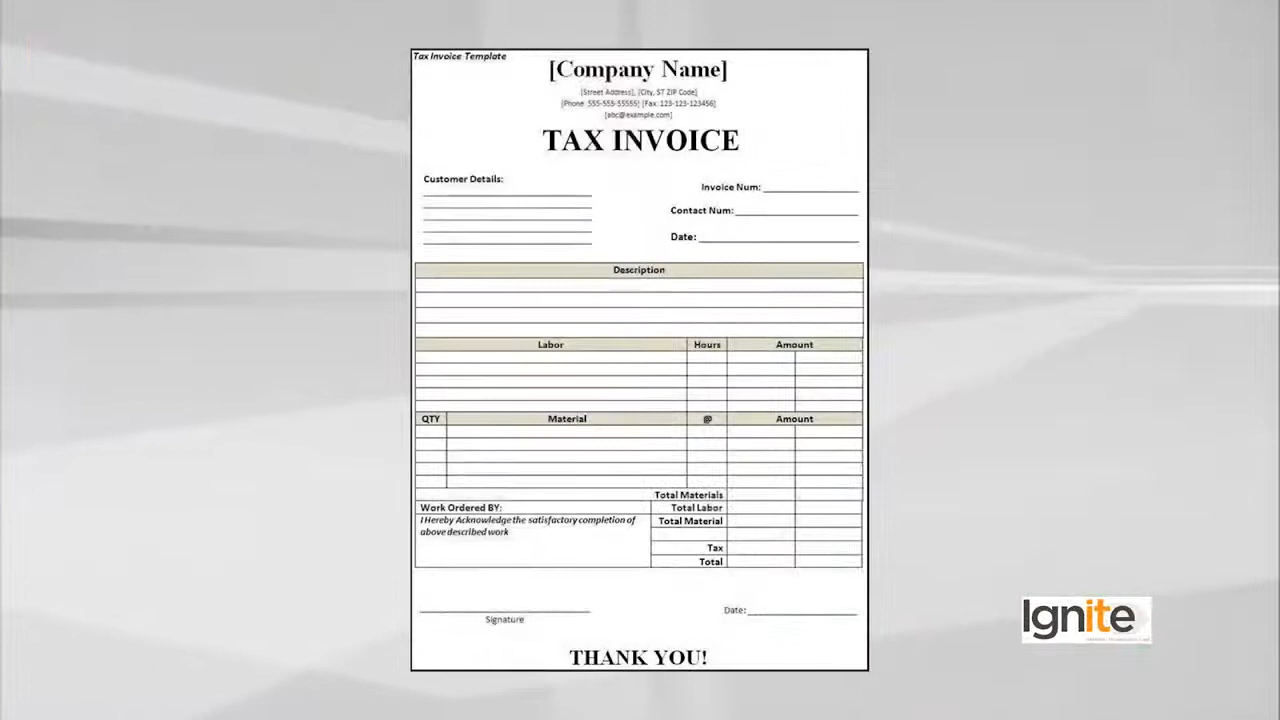 Tax Invoice Template
[Company Name]
[Street Address], [City, ST ZIP Code]
[Phone: 555-555-55555] [Fax: 123-123-123456]
[abc@example.com]
TAX INVOICE
Customer Details:
Invoice Num:
Contact Num:
Date:
Description
Labor Hours Amount
QTY Material @ Amount
Total Materials
Work Ordered BY: Total Labor
I Hereby Acknowledge the satisfactory completion of Total Material
above described work
Tax
Total
Signature Date:
Ignite
THANK YOU!